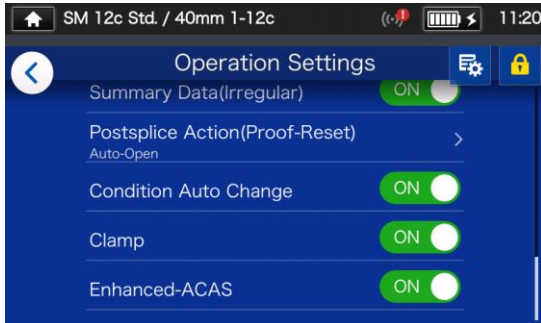 SM 12c Std. / 40mm 1-12c
11:20
Operation Settings
Summary Data(Irregular)
ON
Postsplice Action(Proof-Reset)
Auto-Open
Condition Auto Change
ON
Clamp
ON
Enhanced-ACAS
ON